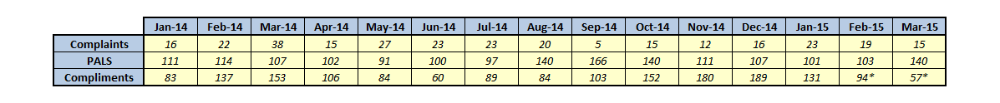 Jan-14 Feb-14 Mar-14 Apr-14 May-14 Jun-14 Jul-14 Aug-14 Sep-14 Oct-14 Nov-14 Dec-14 Jan-15 Feb-15 Mar-15
Complaints 16 22 38 15 27 23 23 20 5 15 12 16 23 19 15
PALS 111 114 107 102 91 100 97 140 166 140 111 107 101 103 140
Compliments 83 137 153 106 84 60 89 84 103 152 180 189 131 94* 57*